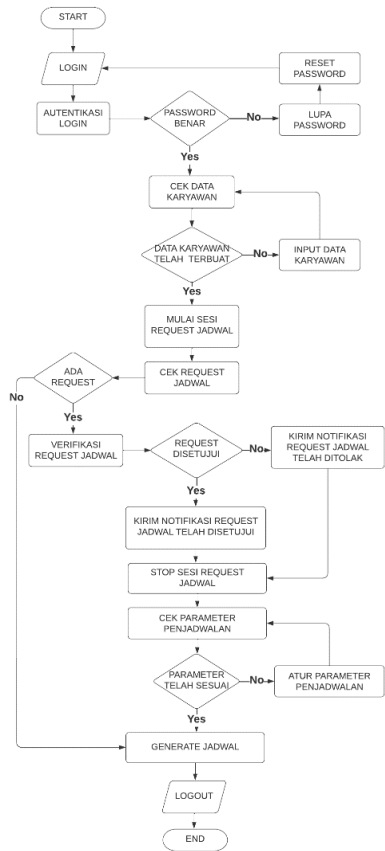 START
LOGIN
RESET
PASSWORD
AUTENTIKASI
LOGIN
PASSWORD
BENAR
No
LUPA
PASSWORD
Yes
CEK DATA
KARYAWAN
DATA KARYAWAN
TELAH TERBUAT
No
INPUT DATA
KARYAWAN
Yes
MULAI SESI
REQUEST JADWAL
ADA
REQUEST
CEK REQUEST
JADWAL
No
Yes
VERIFIKASI
REQUEST JADWAL
REQUEST
DISETUJUI
No
KIRIM NOTIFIKASI
REQUEST JADWAL
TELAH DITOLAK
Yes
KIRIM NOTIFIKASI REQUEST
JADWAL TELAH DISETUJUI
STOP SESI REQUEST
JADWAL
CEK PARAMETER
PENJADWALAN
PARAMETER
TELAH SESUAI
No
ATUR PARAMETER
PENJADWALAN
Yes
GENERATE JADWAL
LOGOUT
END